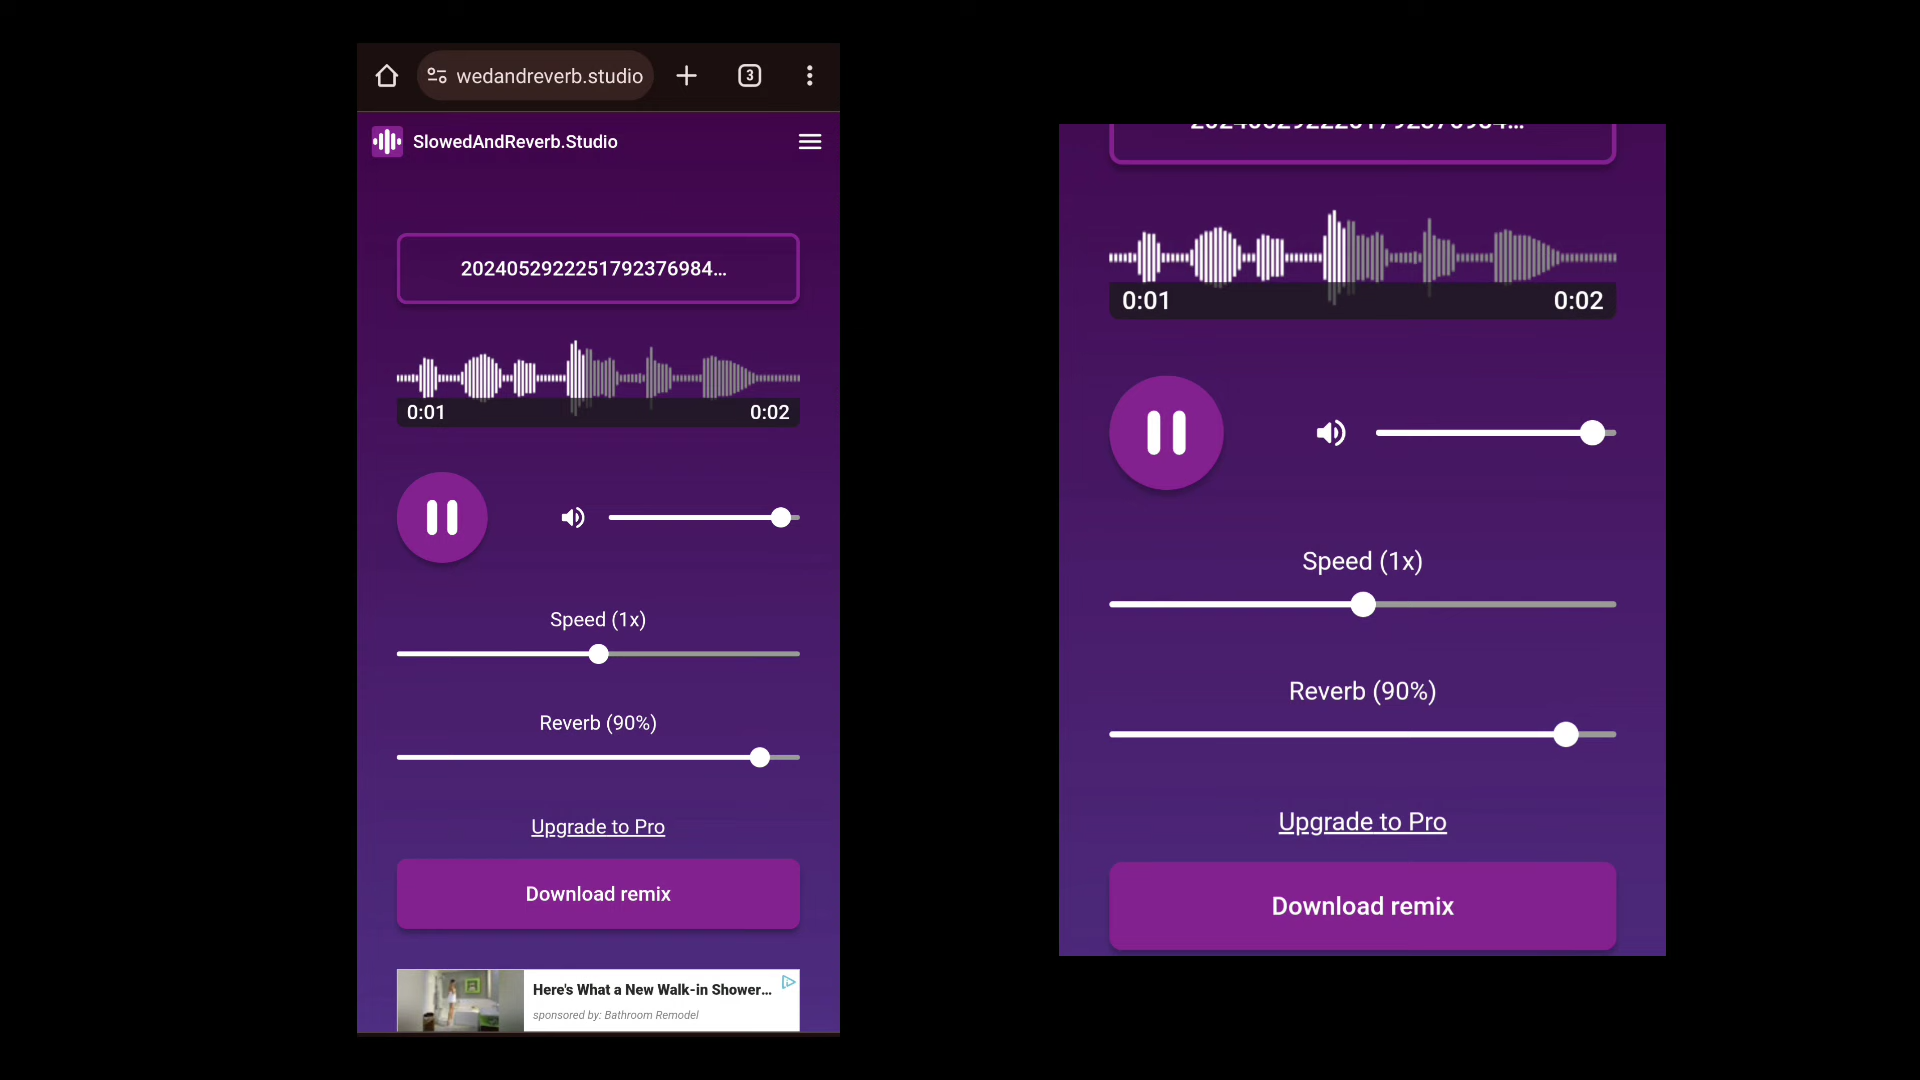 wedandreverb.studio
3
SlowedAndReverb.Studio
2024052922251792376984...
0:01 0:02
Speed (1x)
Reverb (90%)
Upgrade to Pro
Download remix
Here's What a New Walk-in Shower...
sponsored by: Bathroom Remodel
2024052922251792376984...
0:01 0:02
Speed (1x)
Reverb (90%)
Upgrade to Pro
Download remix